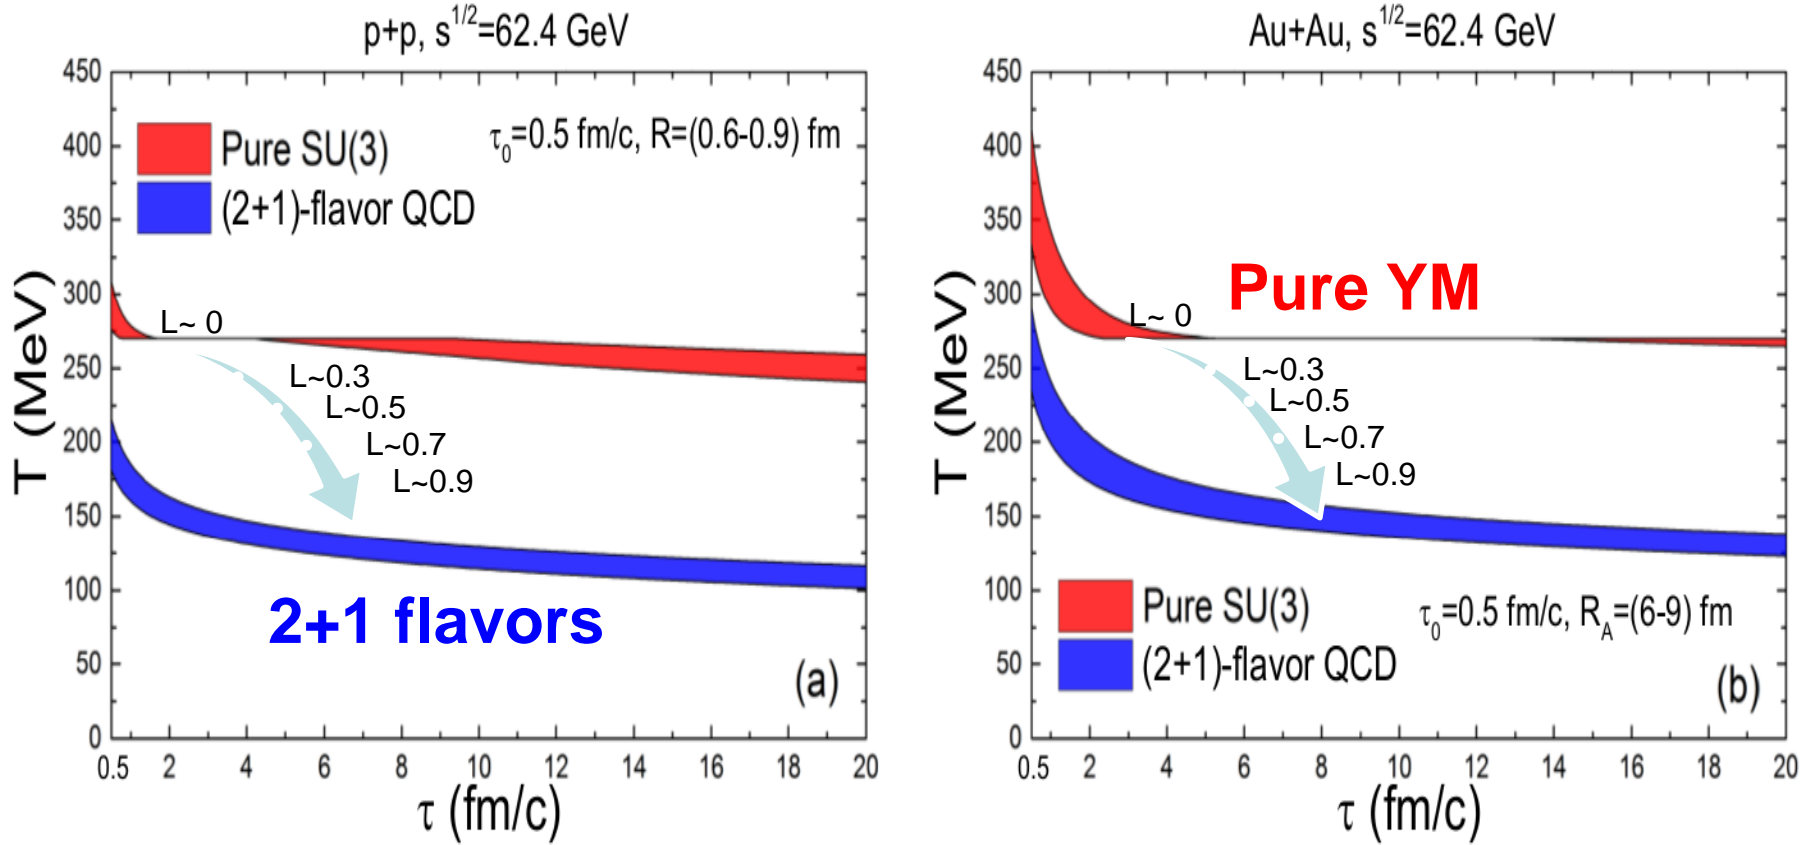 p+p, s^1/2=62.4 GeV
450
400
350
300
250
200
150
100
50
0
T (MeV)
Pure SU(3)
(2+1)-flavor QCD
τ₀=0.5 fm/c, R=(0.6-0.9) fm
L~ 0
L~0.3
L~0.5
L~0.7
L~0.9
2+1 flavors
(a)
0.5 2 4 6 8 10 12 14 16 18 20
τ (fm/c)
Au+Au, s^1/2=62.4 GeV
450
400
350
300
250
200
150
100
50
0
T (MeV)
Pure YM
L~ 0
L~0.3
L~0.5
L~0.7
L~0.9
Pure SU(3)
(2+1)-flavor QCD
τ₀=0.5 fm/c, R_A=(6-9) fm
(b)
0.5 2 4 6 8 10 12 14 16 18 20
τ (fm/c)